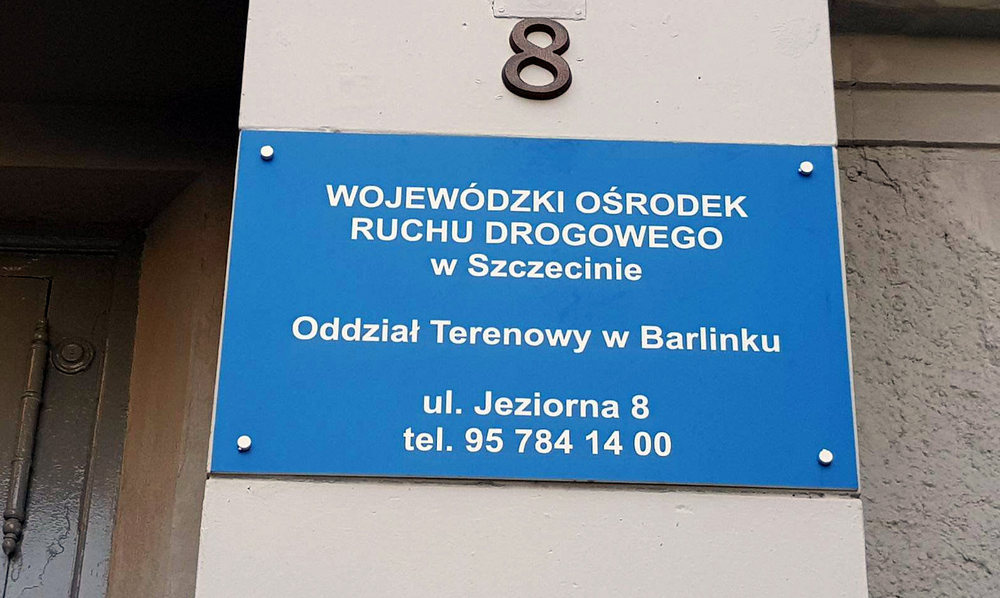 8
WOJEWÓDZKI OŚRODEK
RUCHU DROGOWEGO
w Szczecinie
Oddział Terenowy w Barlinku
ul. Jeziorna 8
tel. 95 784 14 00